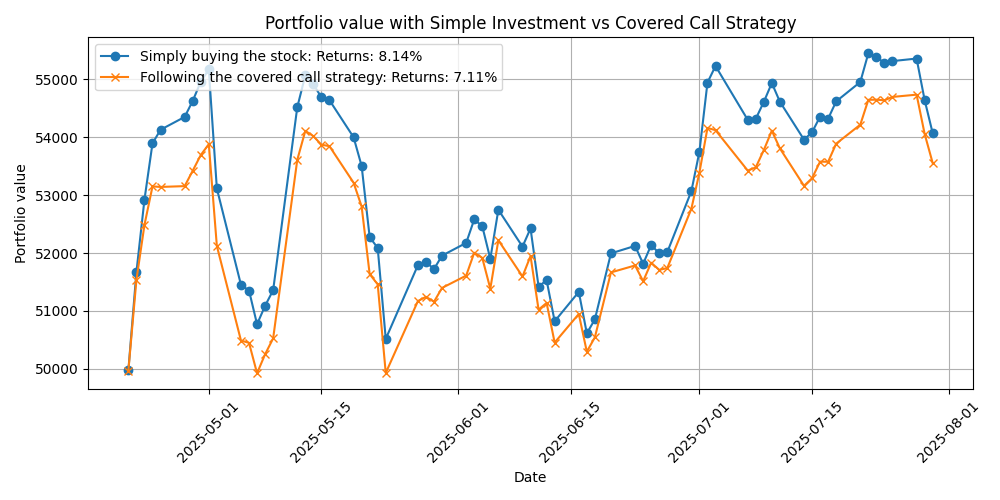 Portfolio value with Simple Investment vs Covered Call Strategy
Simply buying the stock: Returns: 8.14%
Following the covered call strategy: Returns: 7.11%
Portfolio value
55000
54000
53000
52000
51000
50000
2025-05-01
2025-05-15
2025-06-01
2025-06-15
2025-07-01
2025-07-15
2025-08-01
Date